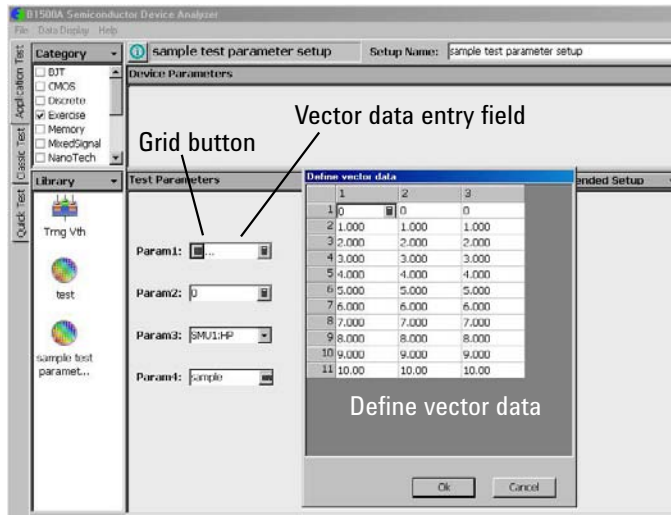 B1500A Semiconductor Device Analyzer
File Data Display Help
Application Test
Classic Test
Quick Test
Category
BJT
CMOS
Discrete
Exercise
Memory
MixedSignal
NanoTech
sample test parameter setup
Setup Name: sample test parameter setup
Device Parameters
Grid button
Vector data entry field
Library
Trng Vth
test
sample test paramet...
Test Parameters
ended Setup
Param1: ...
Param2: 0
Param3: SMU1:HP
Param4: sample
Define vector data
1 2 3
1 0 0 0
2 1.000 1.000 1.000
3 2.000 2.000 2.000
4 3.000 3.000 3.000
5 4.000 4.000 4.000
6 5.000 5.000 5.000
7 6.000 6.000 6.000
8 7.000 7.000 7.000
9 8.000 8.000 8.000
10 9.000 9.000 9.000
11 10.00 10.00 10.00
Define vector data
Ok Cancel